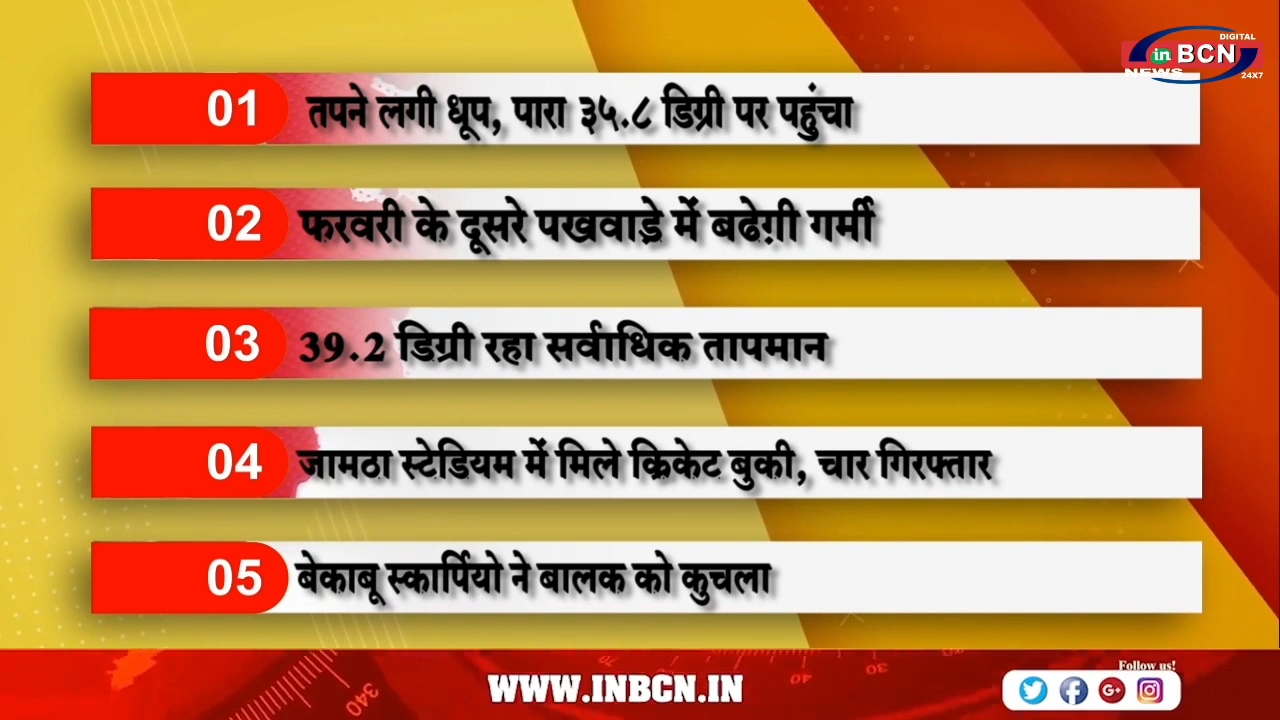 DIGITAL
in BCN
NEWS 24X7
01 तपने लगी धूप, पारा ३५.८ डिग्री पर पहुंचा
02 फरवरी के दूसरे पखवाड़े में बढेग़ी गर्मी
03 39.2 डिग्री रहा सर्वाधिक तापमान
04 जामठा स्टेडियम में मिले क्रिकेट बुकी, चार गिरफ्तार
05 बेकाबू स्कार्पियो ने बालक को कुचला
Follow us!
WWW.INBCN.IN